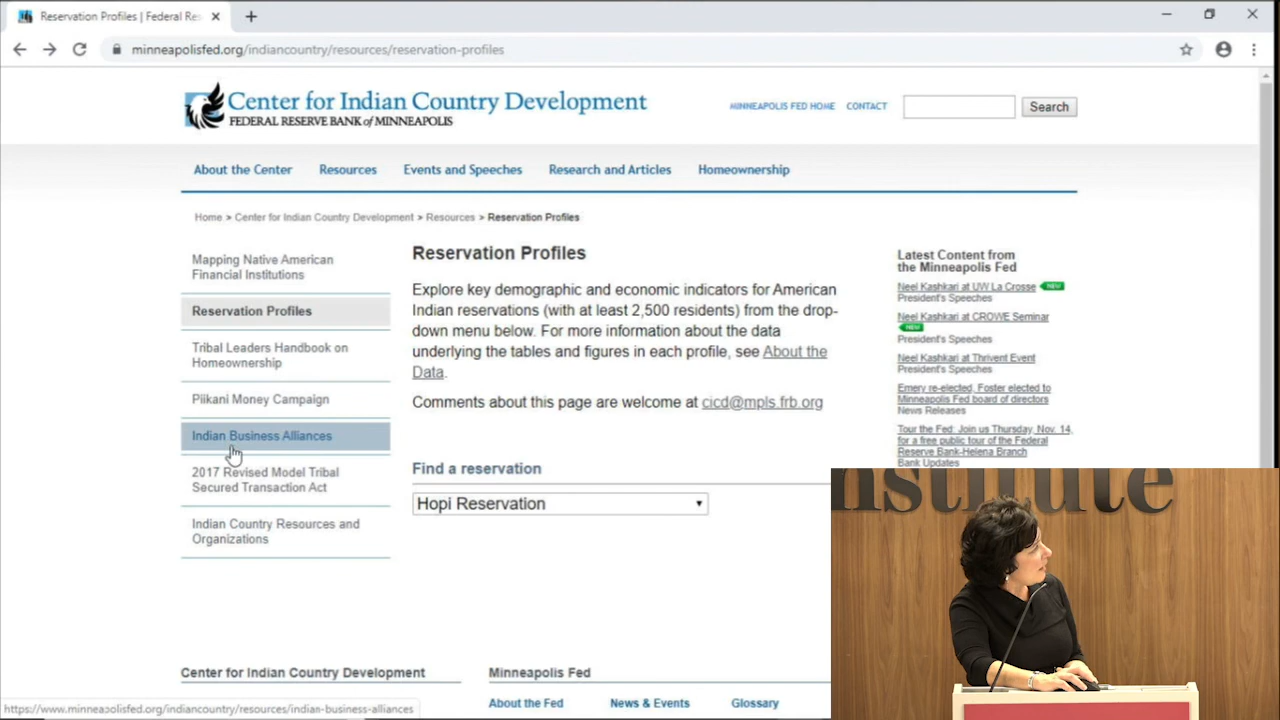 Reservation Profiles | Federal Res
minneapolisfed.org/indiancountry/resources/reservation-profiles
Center for Indian Country Development
FEDERAL RESERVE BANK of MINNEAPOLIS
MINNEAPOLIS FED HOME CONTACT
Search
About the Center Resources Events and Speeches Research and Articles Homeownership
Home > Center for Indian Country Development > Resources > Reservation Profiles
Mapping Native American
Financial Institutions
Reservation Profiles
Tribal Leaders Handbook on
Homeownership
Piikani Money Campaign
Indian Business Alliances
2017 Revised Model Tribal
Secured Transaction Act
Indian Country Resources and
Organizations
Reservation Profiles
Explore key demographic and economic indicators for American
Indian reservations (with at least 2,500 residents) from the drop-
down menu below. For more information about the data
underlying the tables and figures in each profile, see About the
Data.
Comments about this page are welcome at cicd@mpls.frb.org
Find a reservation
Hopi Reservation
Latest Content from
the Minneapolis Fed
Neel Kashkari at UW La Crosse NEW
President's Speeches
Neel Kashkari at CROWE Seminar
NEW
President's Speeches
Neel Kashkari at Thrivent Event
President's Speeches
Emery re-elected, Foster elected to
Minneapolis Fed board of directors
News Releases
Tour the Fed: Join us Thursday, Nov. 14,
for a free public tour of the Federal
Reserve Bank-Helena Branch
Bank Updates
nstitute
Center for Indian Country Development
Minneapolis Fed
About the Fed News & Events Glossary
https://www.minneapolisfed.org/indiancountry/resources/indian-business-alliances